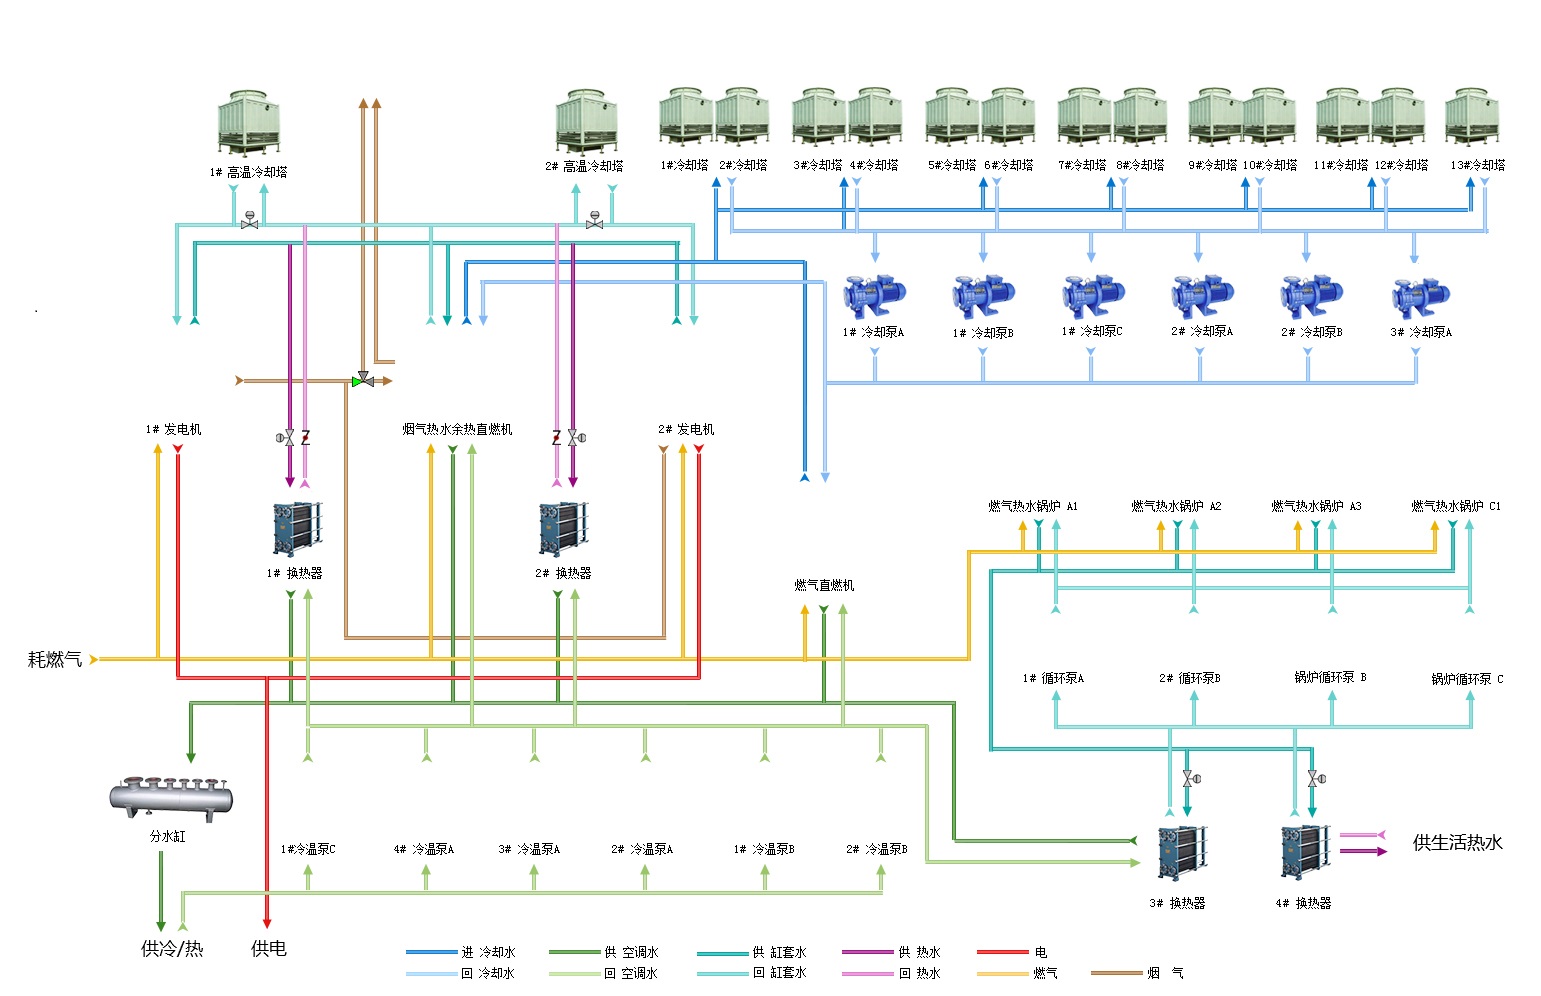 1# 高温冷却塔
2# 高温冷却塔
1#冷却塔
2#冷却塔
3#冷却塔
4#冷却塔
5#冷却塔
6#冷却塔
7#冷却塔
8#冷却塔
9#冷却塔
10#冷却塔
11#冷却塔
12#冷却塔
13#冷却塔
1# 冷却泵A
1# 冷却泵B
1# 冷却泵C
2# 冷却泵A
2# 冷却泵B
3# 冷却泵A
1# 发电机
烟气热水余热直燃机
2# 发电机
燃气热水锅炉 A1
燃气热水锅炉 A2
燃气热水锅炉 A3
燃气热水锅炉 C1
1# 换热器
2# 换热器
燃气直燃机
耗燃气
1# 循环泵A
2# 循环泵B
锅炉循环泵 B
锅炉循环泵 C
分水缸
1#冷温泵C
4# 冷温泵A
3# 冷温泵A
2# 冷温泵A
1# 冷温泵B
2# 冷温泵B
供生活热水
3# 换热器
4# 换热器
供冷/热
供电
进 冷却水
供 空调水
供 缸套水
供 热水
电
回 冷却水
回 空调水
回 缸套水
回 热水
燃气
烟 气